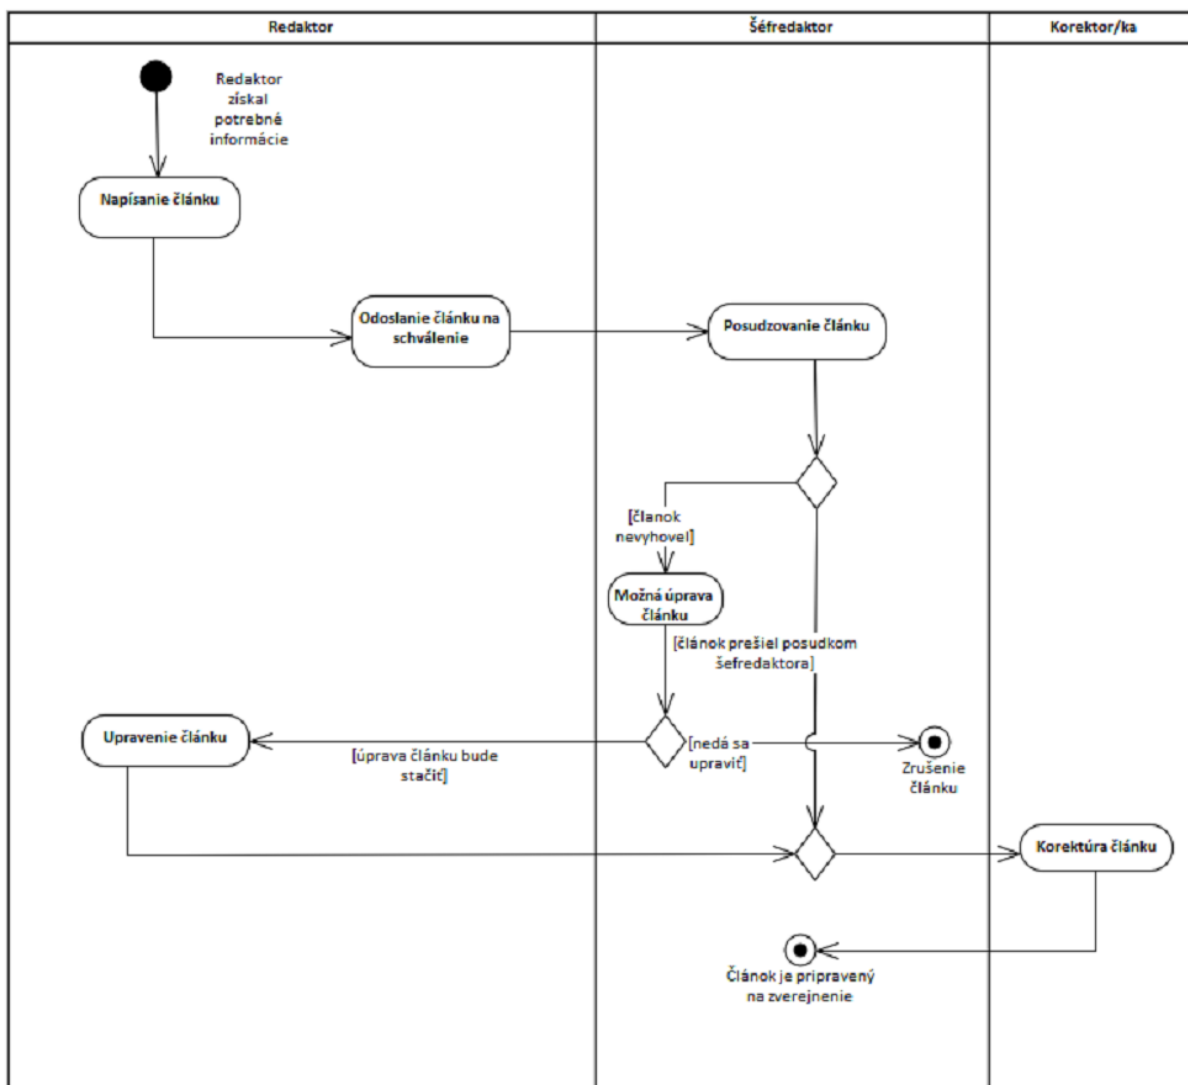 Redaktor
Šéfredaktor
Korektor/ka
Redaktor
získal
potrebné
informácie
Napísanie článku
Odoslanie článku na
schválenie
Posudzovanie článku
[članok
nevyhovel]
Možná úprava
článku
[článok prešiel posudkom
šefredaktora]
Upravenie článku
[úprava článku bude
stačiť]
[nedá sa
upraviť]
Zrušenie
článku
Korektúra článku
Článok je pripravený
na zverejnenie